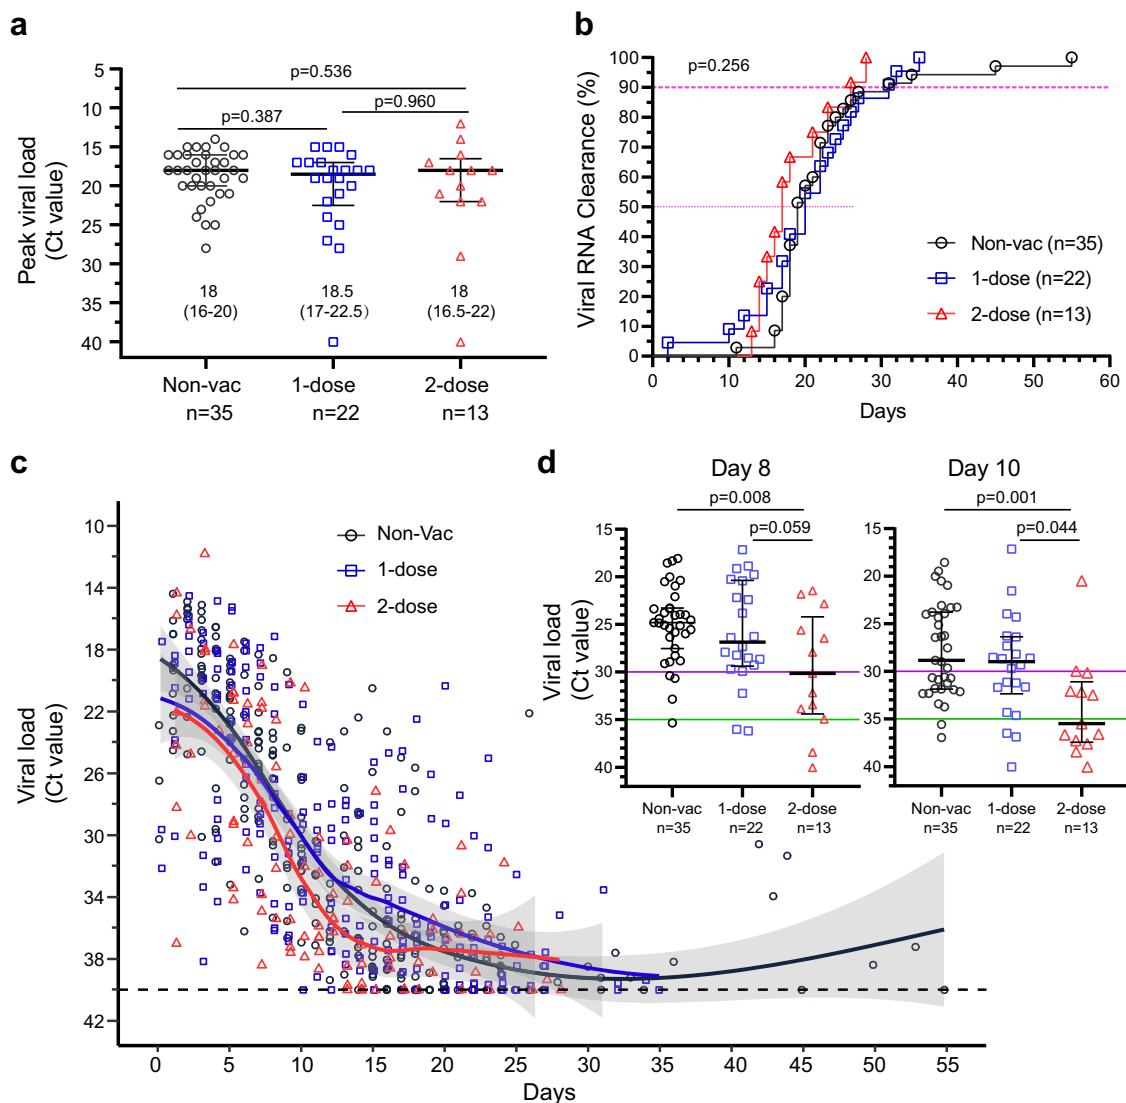 a
Peak viral load
(Ct value)
5
10
15
20
25
30
35
40
p=0.536
p=0.387
p=0.960
18
(16-20)
18.5
(17-22.5)
18
(16.5-22)
Non-vac
n=35
1-dose
n=22
2-dose
n=13
b
Viral RNA Clearance (%)
100
90
80
70
60
50
40
30
20
10
0
p=0.256
Non-vac (n=35)
1-dose (n=22)
2-dose (n=13)
0
10
20
30
40
50
60
Days
c
Viral load
(Ct value)
10
14
18
22
26
30
34
38
42
Non-Vac
1-dose
2-dose
0
5
10
15
20
25
30
35
40
45
50
55
Days
d
Day 8
p=0.008
p=0.059
Viral load
(Ct value)
15
20
25
30
35
40
Non-vac
n=35
1-dose
n=22
2-dose
n=13
Day 10
p=0.001
p=0.044
15
20
25
30
35
40
Non-vac
n=35
1-dose
n=22
2-dose
n=13